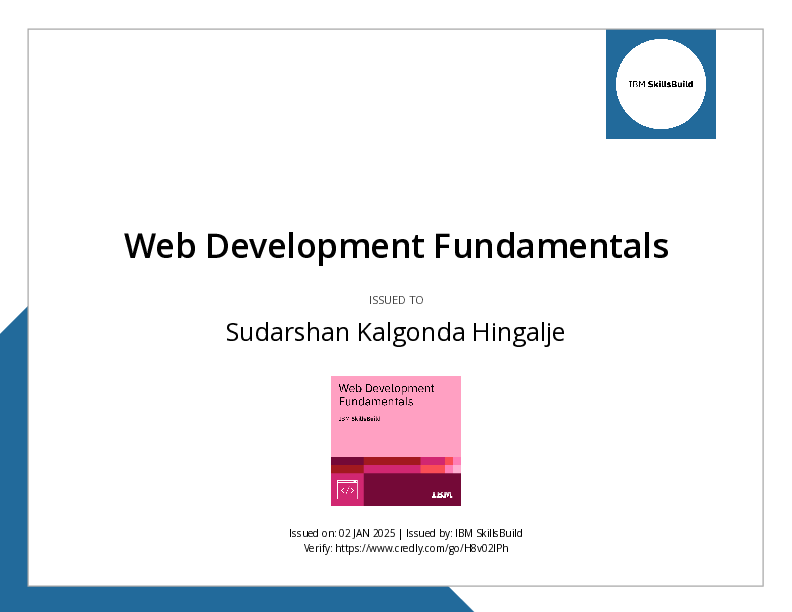 IBM SkillsBuild
Web Development Fundamentals
ISSUED TO
Sudarshan Kalgonda Hingalje
Web Development
Fundamentals
IBM SkillsBuild
</>
IBM
Issued on: 02 JAN 2025 | Issued by: IBM SkillsBuild
Verify: https://www.credly.com/go/H8v02lPh